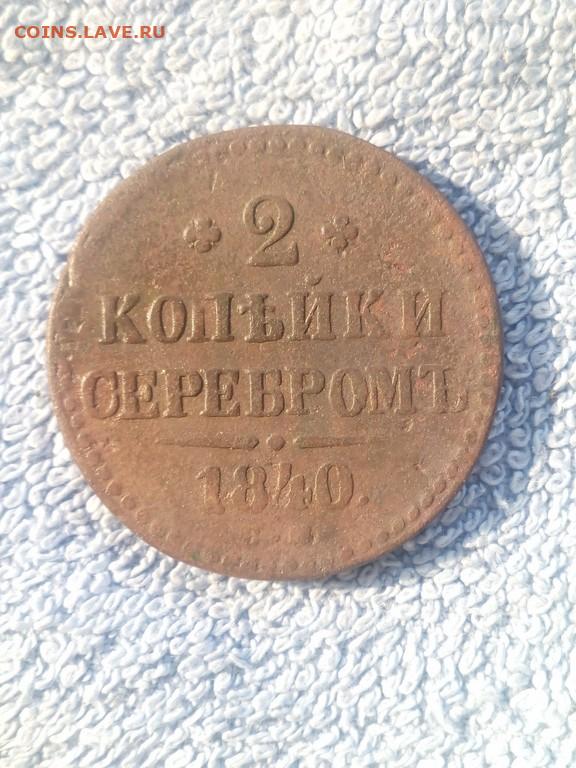 COINS.LAVE.RU
2
КОПѢЙКИ
СЕРЕБРОМЪ
1840.